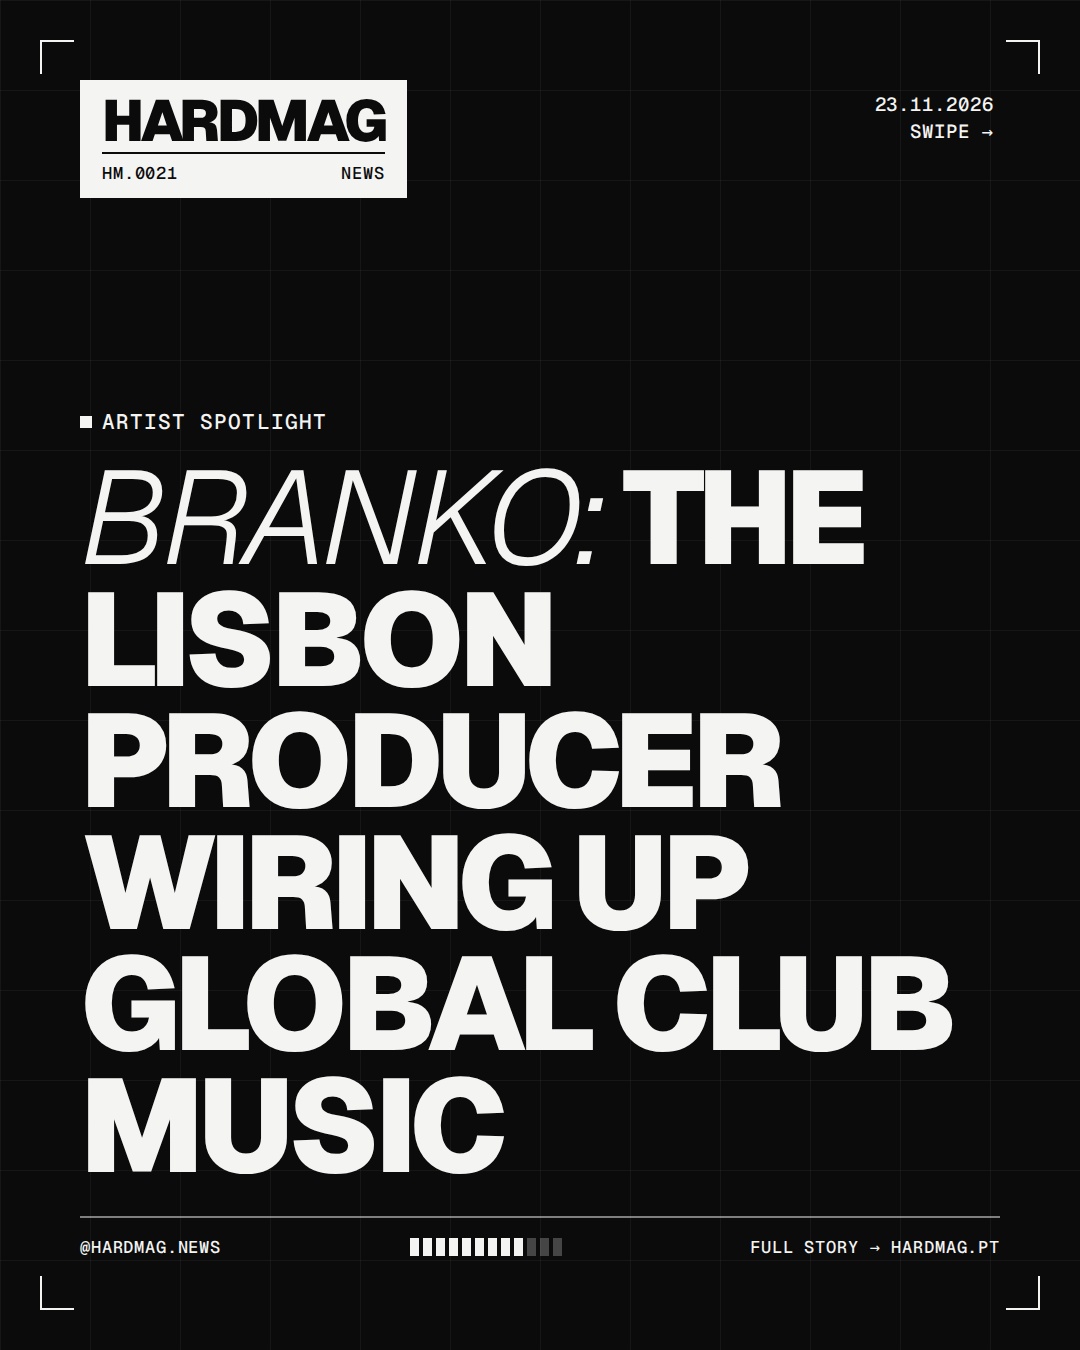 HARDMAG
HM.0021 NEWS
23.11.2026
SWIPE →
ARTIST SPOTLIGHT
BRANKO: THE
LISBON
PRODUCER
WIRING UP
GLOBAL CLUB
MUSIC
@HARDMAG.NEWS
FULL STORY → HARDMAG.PT